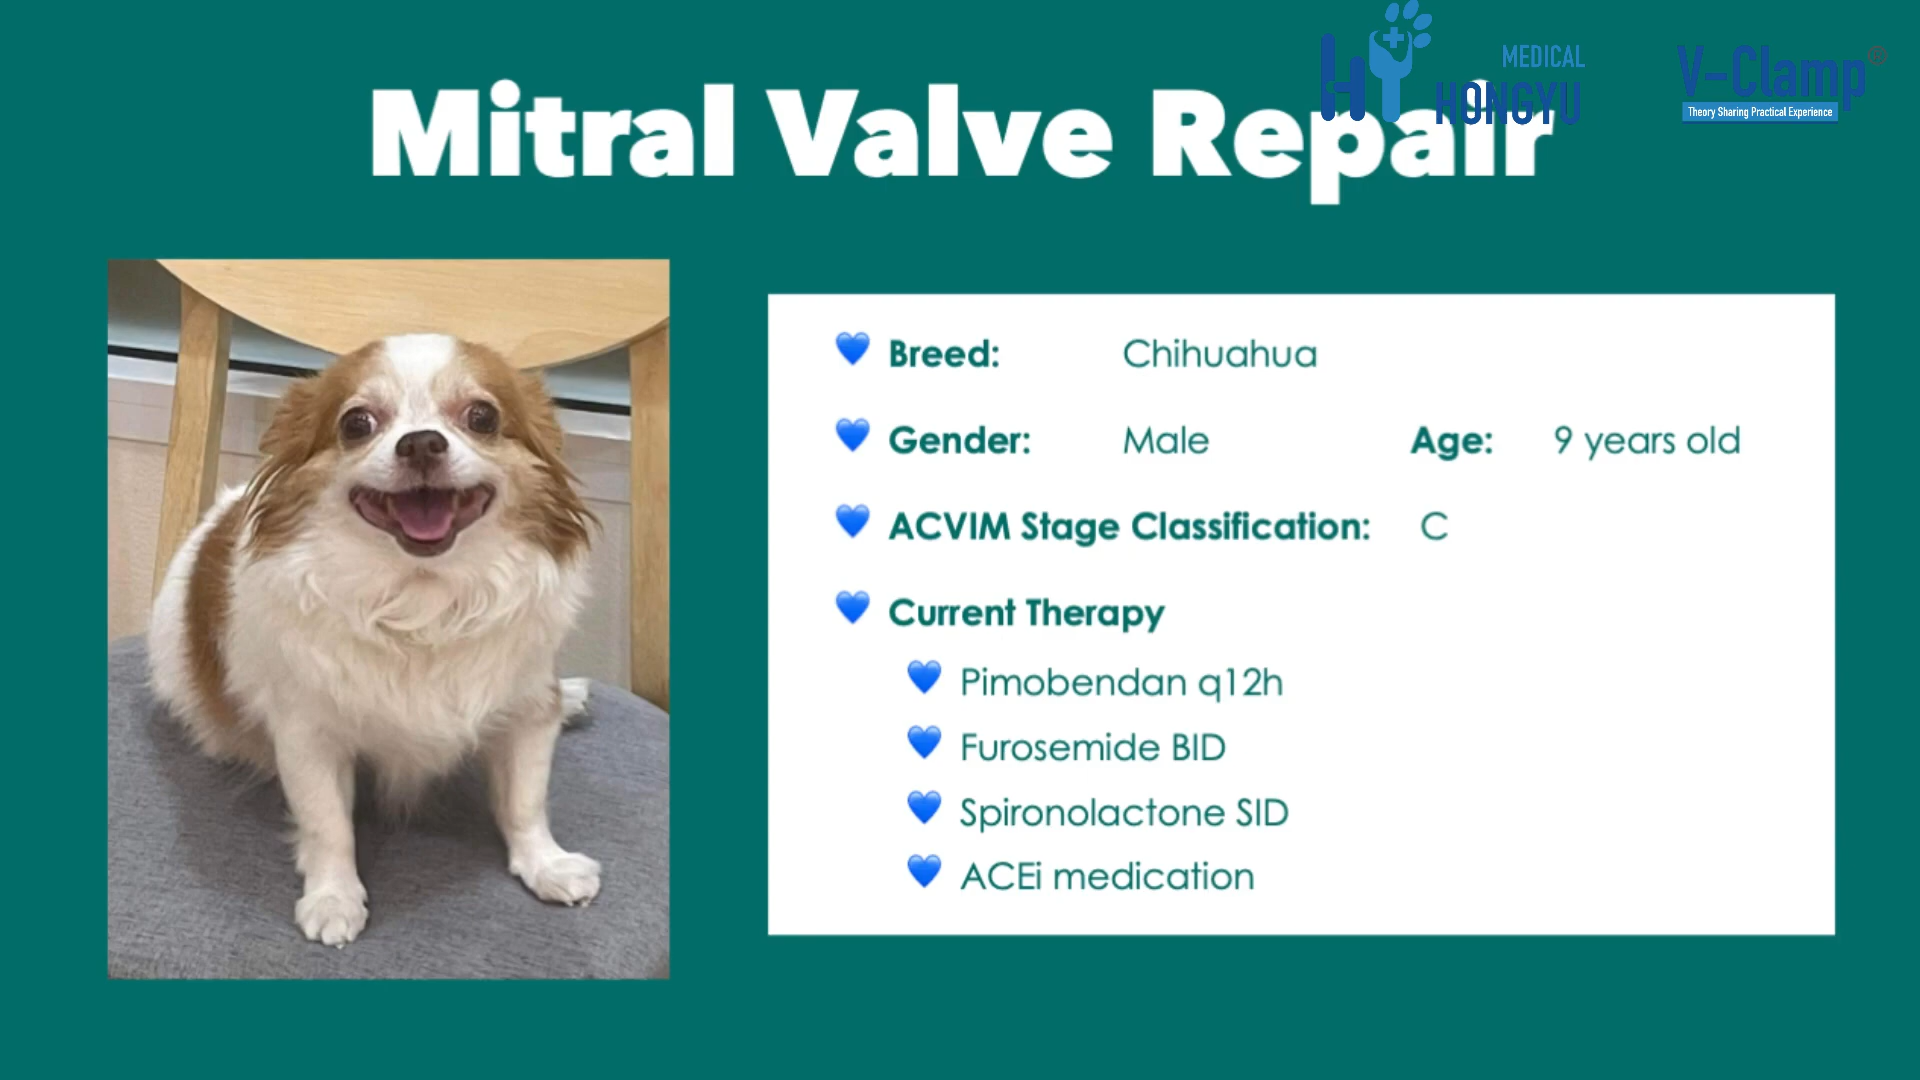 MEDICAL
HONGYU
V-Clamp®
Theory Sharing Practical Experience
Mitral Valve Repair
Breed: Chihuahua
Gender: Male Age: 9 years old
ACVIM Stage Classification: C
Current Therapy
Pimobendan q12h
Furosemide BID
Spironolactone SID
ACEi medication